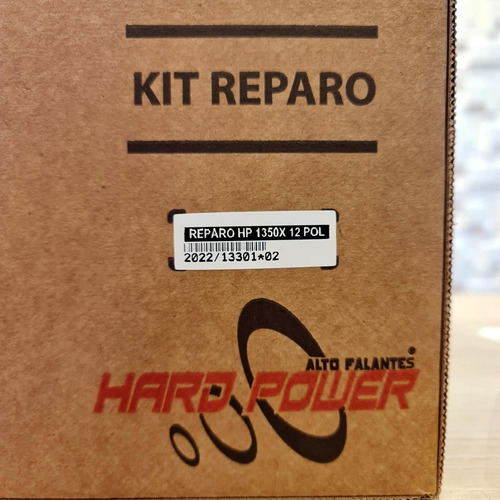 KIT REPARO
REPARO HP 1350X 12 POL
2022/13301*02
ALTO FALANTES®
HARD POWER